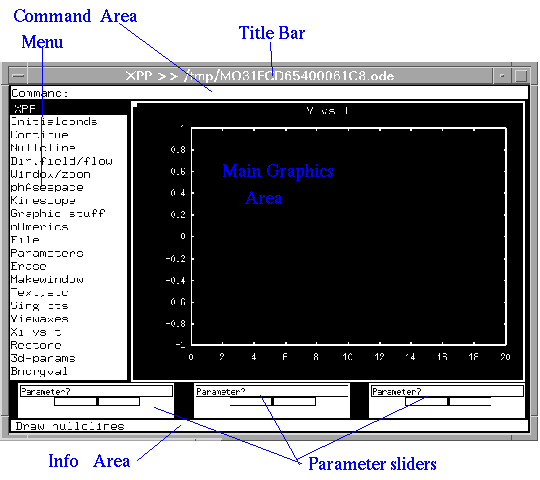 Command Area
Menu
Title Bar
XPP >> /tmp/MO31FCD65400061C8.ode
Command:
XPP
Initialconds
Continue
Nullcline
Dir.field/flow
Window/zoom
phAsespace
Kinescope
Graphic stuff
nUmerics
File
Parameters
Erase
Makewindow
Text,etc
Sing pts
Viewaxes
Xi vs t
Restore
3d-params
Bndryval
V vs T
1
0.8
0.6
0.4
0.2
0
-0.2
-0.4
-0.6
-0.8
-1
0 2 4 6 8 10 12 14 16 18 20
Main Graphics
Area
Parameter? Parameter? Parameter?
Draw nullclines
Info Area
Parameter sliders